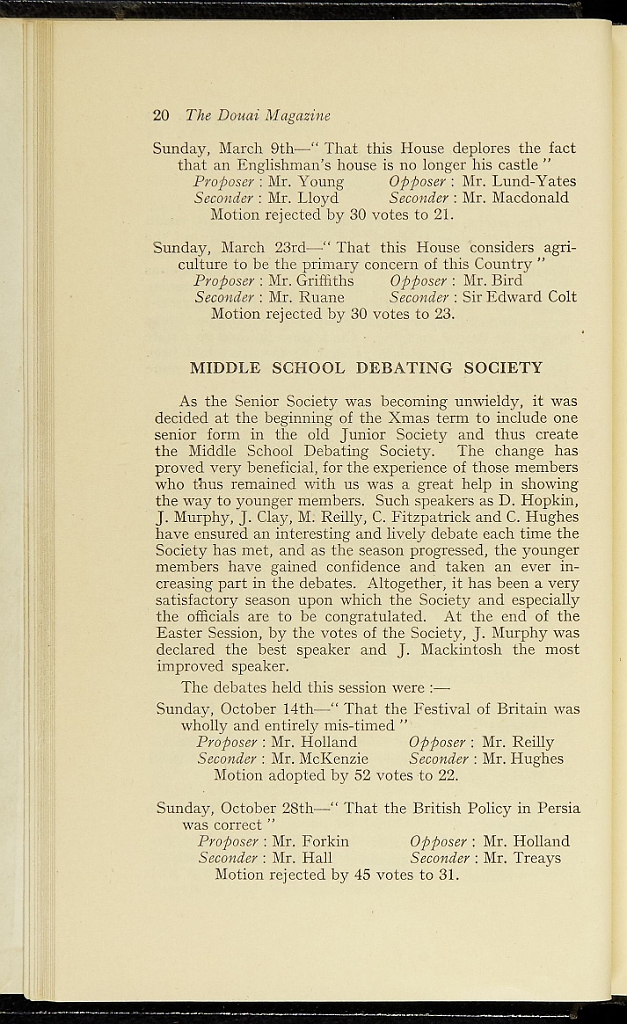 20 The Douai Magazine
Sunday, March 9th—“ That this House deplores the fact
that an Englishman's house is no longer his castle ”
Proposer : Mr. Young Opposer : Mr. Lund-Yates
Seconder : Mr. Lloyd Seconder : Mr. Macdonald
Motion rejected by 30 votes to 21.
Sunday, March 23rd—“ That this House considers agri-
culture to be the primary concern of this Country ”
Proposer : Mr. Griffiths Opposer : Mr. Bird
Seconder : Mr. Ruane Seconder : Sir Edward Colt
Motion rejected by 30 votes to 23.
MIDDLE SCHOOL DEBATING SOCIETY
As the Senior Society was becoming unwieldy, it was
decided at the beginning of the Xmas term to include one
senior form in the old Junior Society and thus create
the Middle School Debating Society. The change has
proved very beneficial, for the experience of those members
who thus remained with us was a great help in showing
the way to younger members. Such speakers as D. Hopkin,
J. Murphy, J. Clay, M. Reilly, C. Fitzpatrick and C. Hughes
have ensured an interesting and lively debate each time the
Society has met, and as the season progressed, the younger
members have gained confidence and taken an ever in-
creasing part in the debates. Altogether, it has been a very
satisfactory season upon which the Society and especially
the officials are to be congratulated. At the end of the
Easter Session, by the votes of the Society, J. Murphy was
declared the best speaker and J. Mackintosh the most
improved speaker.
The debates held this session were :—
Sunday, October 14th—“ That the Festival of Britain was
wholly and entirely mis-timed ”
Proposer : Mr. Holland Opposer : Mr. Reilly
Seconder : Mr. McKenzie Seconder : Mr. Hughes
Motion adopted by 52 votes to 22.
Sunday, October 28th—“ That the British Policy in Persia
was correct ”
Proposer : Mr. Forkin Opposer : Mr. Holland
Seconder : Mr. Hall Seconder : Mr. Treays
Motion rejected by 45 votes to 31.